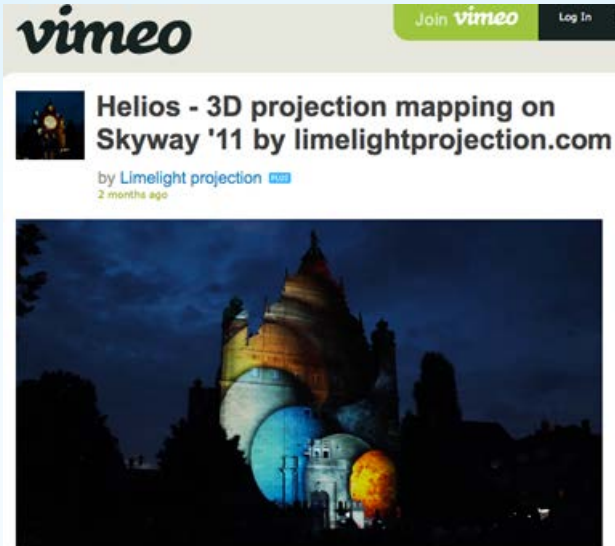 vimeo
Join vimeo
Log In
Helios - 3D projection mapping on
Skyway '11 by limelightprojection.com
by Limelight projection PLUS
2 months ago